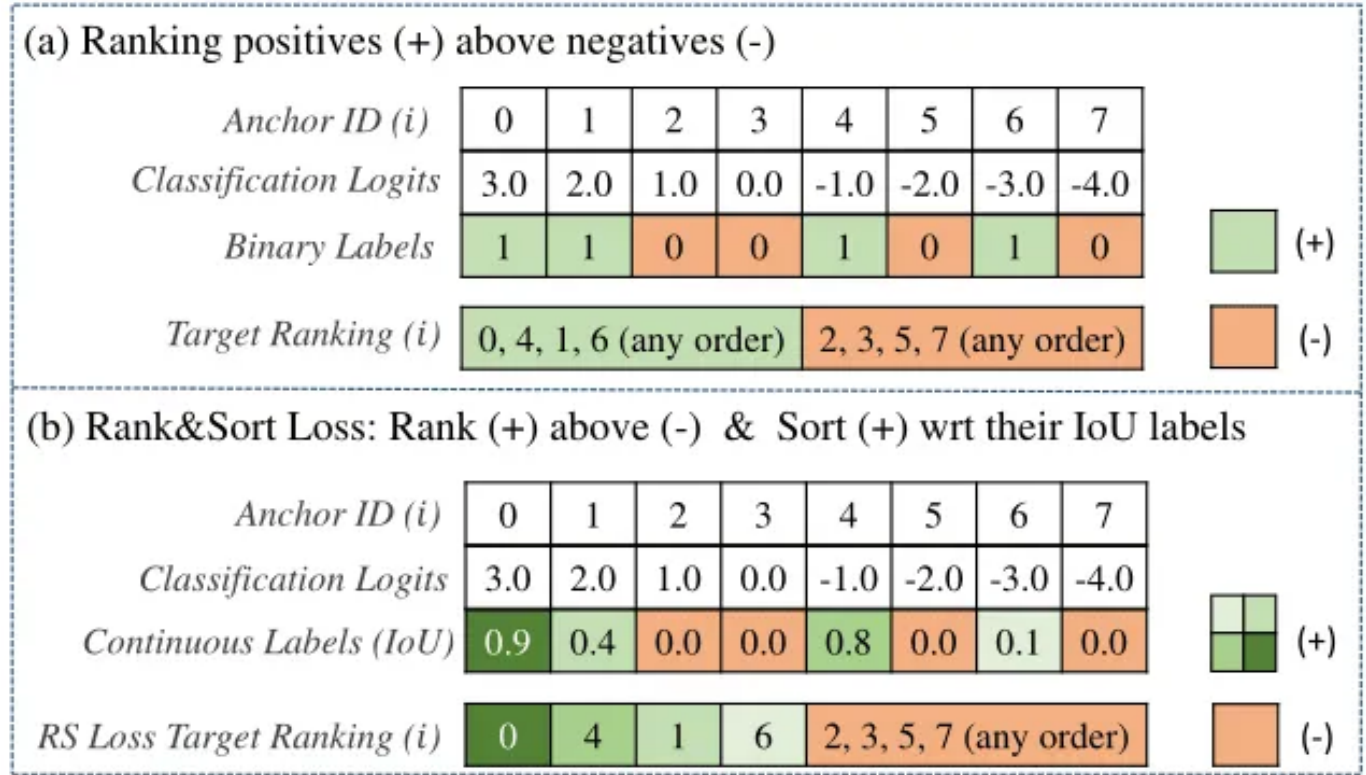 (a) Ranking positives (+) above negatives (-)
Anchor ID (i) 0 1 2 3 4 5 6 7
Classification Logits 3.0 2.0 1.0 0.0 -1.0 -2.0 -3.0 -4.0
Binary Labels 1 1 0 0 1 0 1 0 (+)
Target Ranking (i) 0, 4, 1, 6 (any order) 2, 3, 5, 7 (any order) (-)
(b) Rank&Sort Loss: Rank (+) above (-) & Sort (+) wrt their IoU labels
Anchor ID (i) 0 1 2 3 4 5 6 7
Classification Logits 3.0 2.0 1.0 0.0 -1.0 -2.0 -3.0 -4.0
Continuous Labels (IoU) 0.9 0.4 0.0 0.0 0.8 0.0 0.1 0.0 (+)
RS Loss Target Ranking (i) 0 4 1 6 2, 3, 5, 7 (any order) (-)